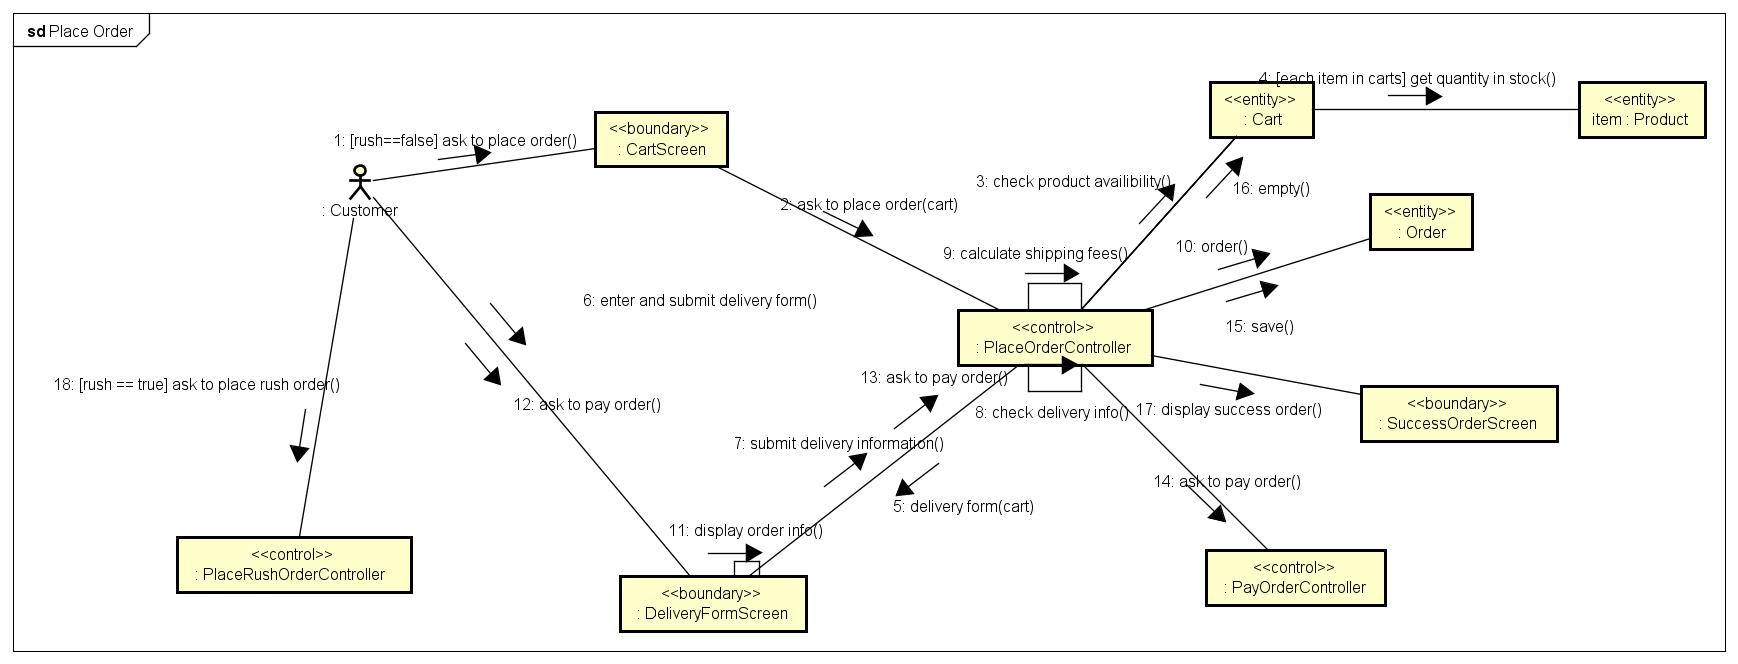 sd Place Order
4: [each item in carts] get quantity in stock()
<<entity>>
: Cart
<<entity>>
item : Product
<<boundary>>
: CartScreen
1: [rush==false] ask to place order()
: Customer
3: check product availibility()
16: empty()
2: ask to place order(cart)
<<entity>>
: Order
10: order()
9: calculate shipping fees()
6: enter and submit delivery form()
15: save()
<<control>>
: PlaceOrderController
13: ask to pay order()
18: [rush == true] ask to place rush order()
12: ask to pay order()
8: check delivery info()
17: display success order()
<<boundary>>
: SuccessOrderScreen
7: submit delivery information()
14: ask to pay order()
5: delivery form(cart)
11: display order info()
<<control>>
: PlaceRushOrderController
<<control>>
: PayOrderController
<<boundary>>
: DeliveryFormScreen